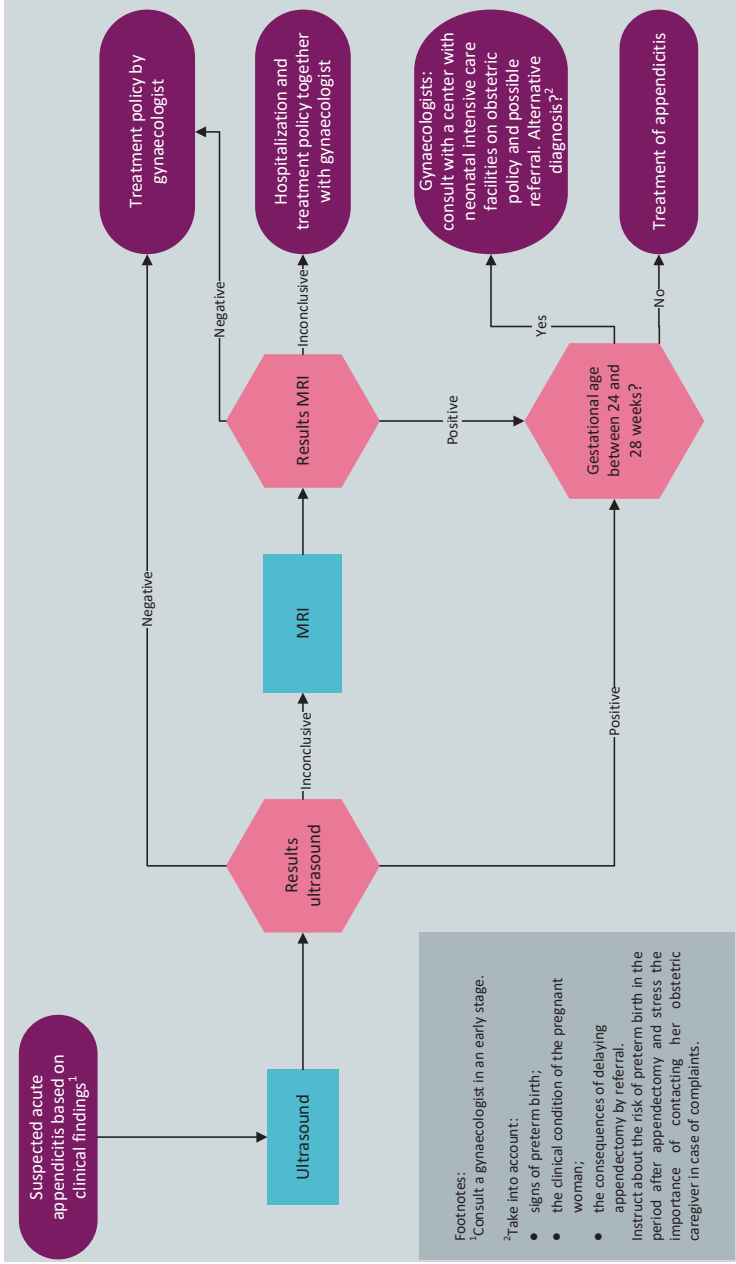 Suspected acute
appendicitis based on
clinical findings¹
Ultrasound
Results
ultrasound
Negative
Inconclusive
Positive
MRI
Results MRI
Negative
Inconclusive
Positive
Gestational age
between 24 and
28 weeks?
Yes
No
Treatment policy by
gynaecologist
Hospitalization and
treatment policy together
with gynaecologist
Gynaecologists:
consult with a center with
neonatal intensive care
facilities on obstetric
policy and possible
referral. Alternative
diagnosis?²
Treatment of appendicitis
Footnotes:
¹Consult a gynaecologist in an early stage.
²Take into account:
● signs of preterm birth;
● the clinical condition of the pregnant
woman;
● the consequences of delaying
appendectomy by referral.
Instruct about the risk of preterm birth in the
period after appendectomy and stress the
importance of contacting her obstetric
caregiver in case of complaints.